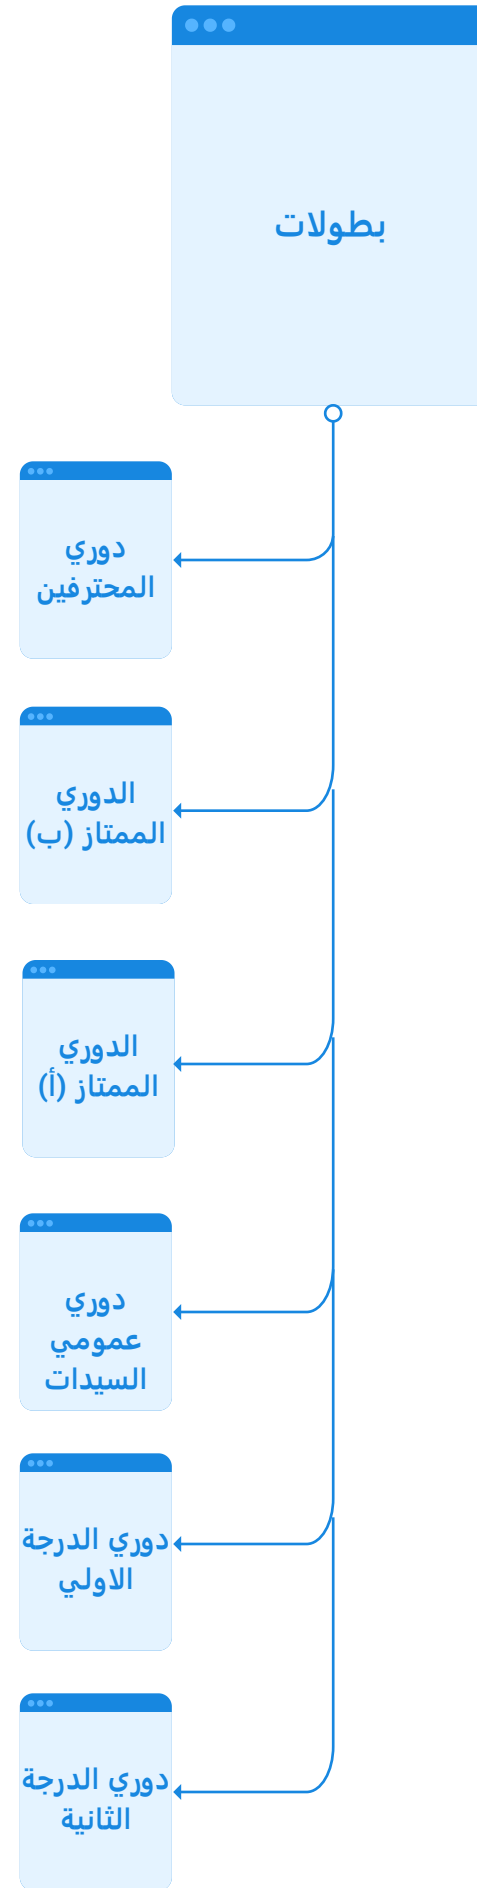 بطولات
دوري
المحترفين
الدوري
الممتاز (ب)
الدوري
الممتاز (أ)
دوري
عمومي
السيدات
دوري الدرجة
الاولي
دوري الدرجة
الثانية